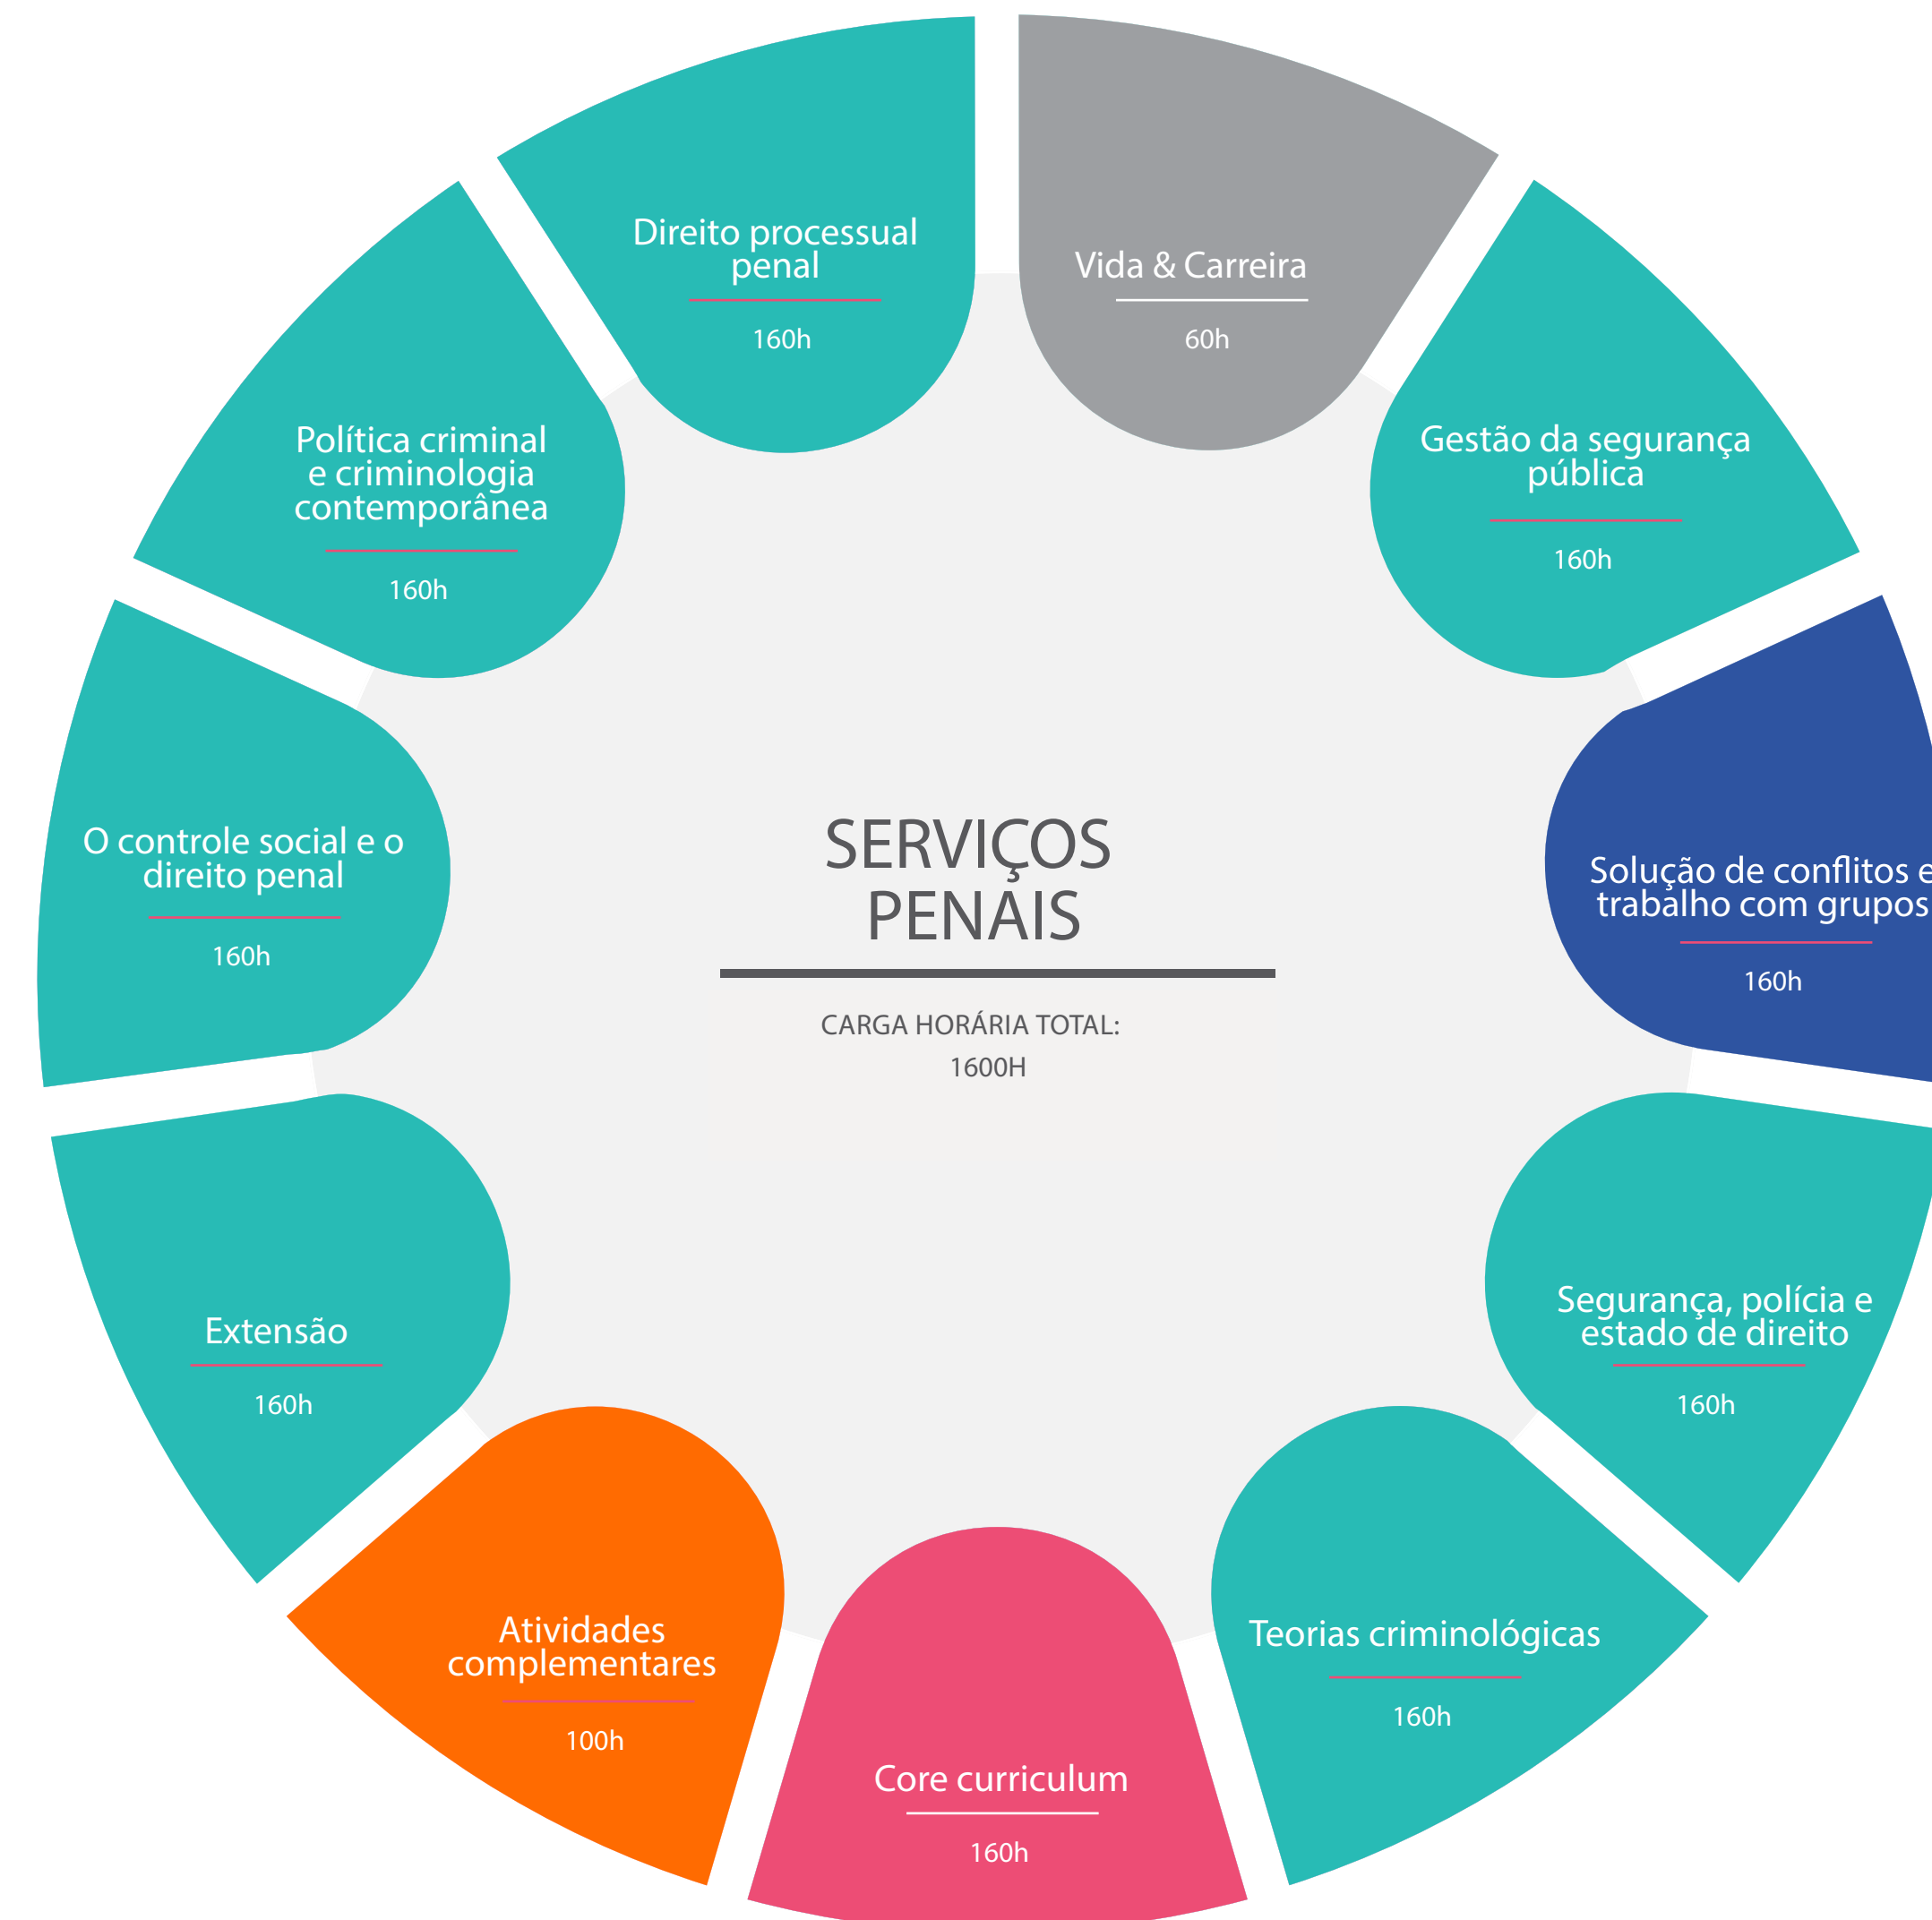 Direito processual
penal
160h
Vida & Carreira
60h
Gestão da segurança
pública
160h
Solução de conflitos e
trabalho com grupos
160h
Segurança, polícia e
estado de direito
160h
Teorias criminológicas
160h
Core curriculum
160h
Atividades
complementares
100h
Extensão
160h
O controle social e o
direito penal
160h
Política criminal
e criminologia
contemporânea
160h
SERVIÇOS
PENAIS
CARGA HORÁRIA TOTAL:
1600H